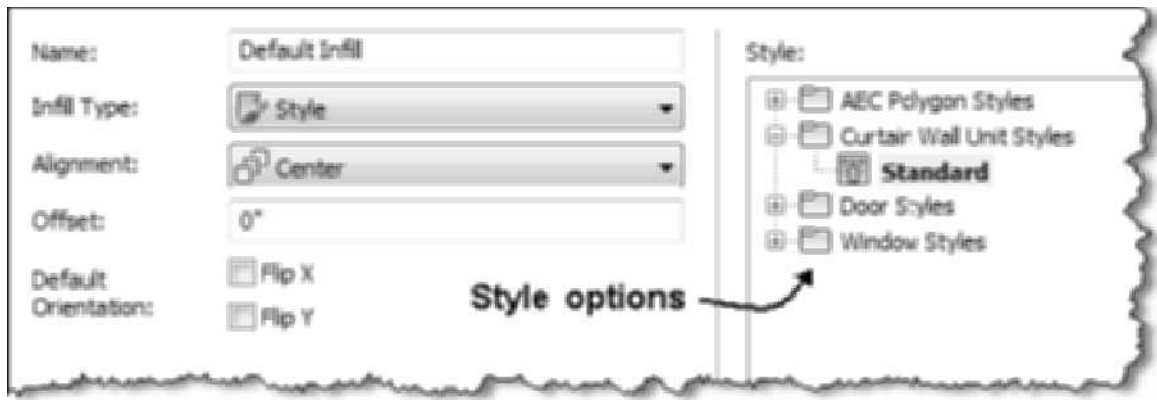 Name:
Default Infill
Infill Type:
Style
Alignment:
Center
Offset:
0"
Default
Orientation:
Flip X
Flip Y
Style:
AEC Polygon Styles
Curtain Wall Unit Styles
Standard
Door Styles
Window Styles
Style options